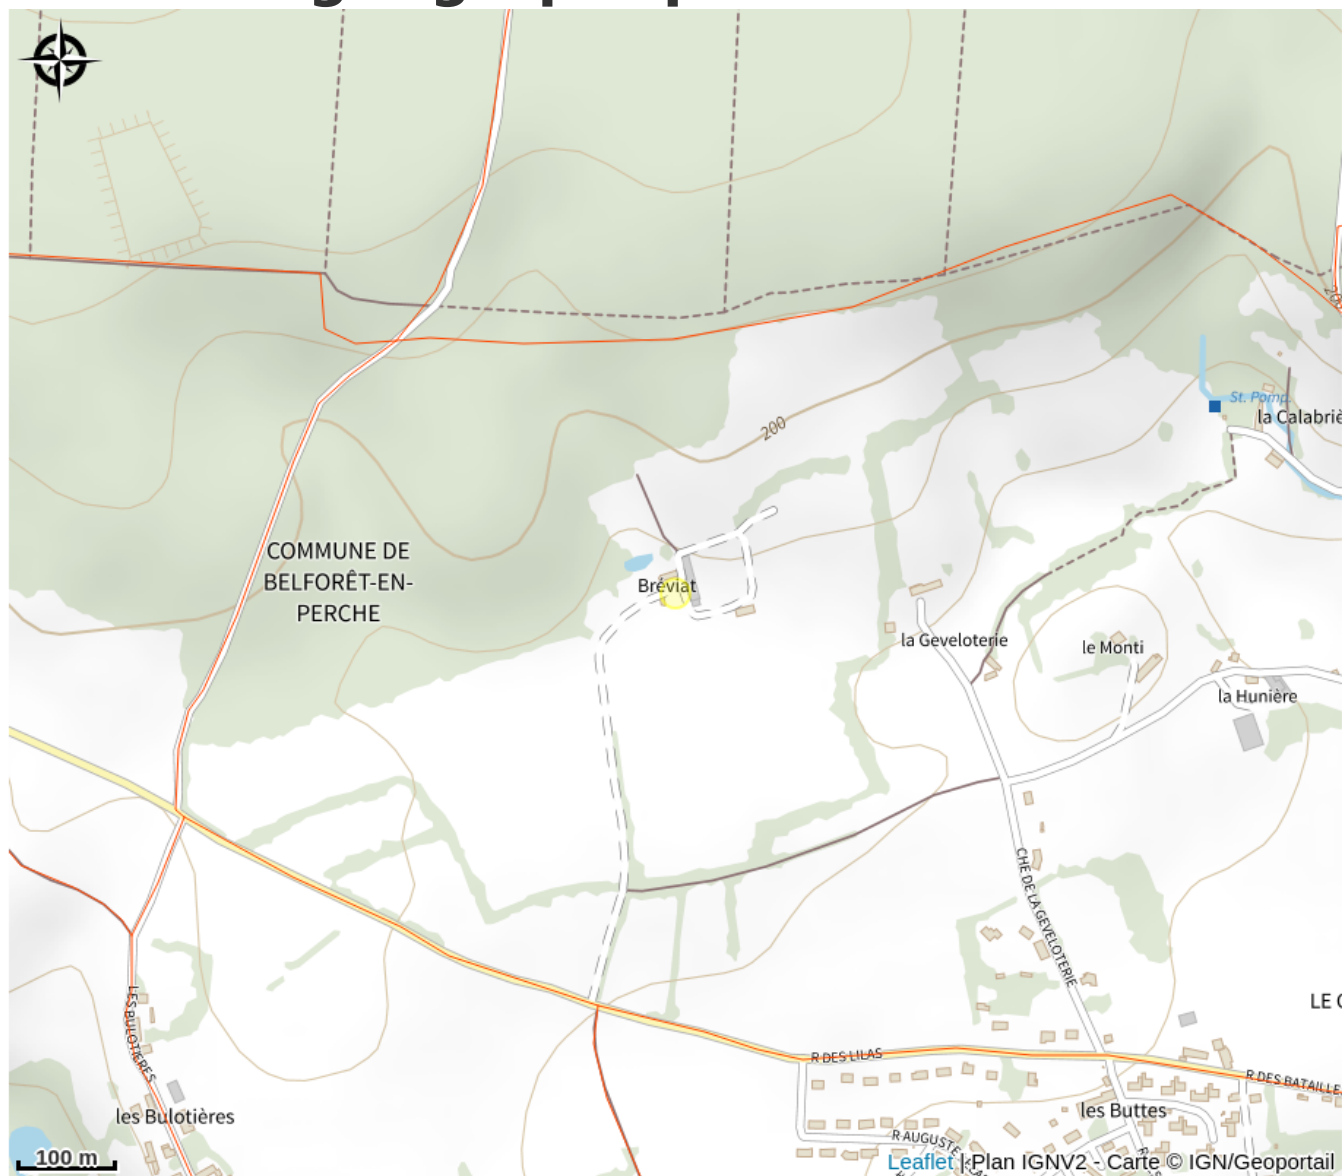 200
St. Pomp.
la Calabriè
COMMUNE DE
BELFORÊT-EN-
PERCHE
Bréviat
la Geveloterie
le Monti
la Hunière
CHE DE LA GEVELOTERIE
LES BULOTIERES
LE
R DES LILAS
R DES BATAILLE
les Bulotières
les Buttes
R AUGUSTE
100 m
Leaflet | Plan IGNV2 - Carte © IGN/Geoportail